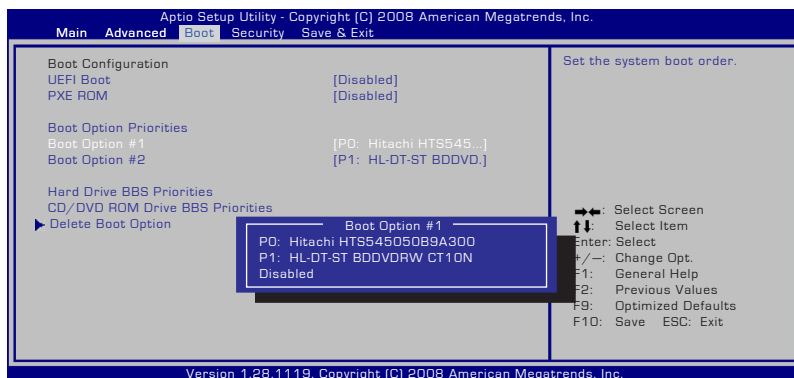 Aptio Setup Utility - Copyright (C) 2008 American Megatrends, Inc.
Main Advanced Boot Security Save & Exit
Boot Configuration
UEFI Boot [Disabled]
PXE ROM [Disabled]
Boot Option Priorities
Boot Option #1 [P0: Hitachi HTS545...]
Boot Option #2 [P1: HL-DT-ST BDDVD.]
Hard Drive BBS Priorities
CD/DVD ROM Drive BBS Priorities
Delete Boot Option
Boot Option #1
P0: Hitachi HTS545050B9A300
P1: HL-DT-ST BDDVDRW CT10N
Disabled
Set the system boot order.
→←: Select Screen
↑↓: Select Item
Enter: Select
+/—: Change Opt.
F1: General Help
F2: Previous Values
F9: Optimized Defaults
F10: Save ESC: Exit
Version 1.28.1119. Copyright (C) 2008 American Megatrends, Inc.